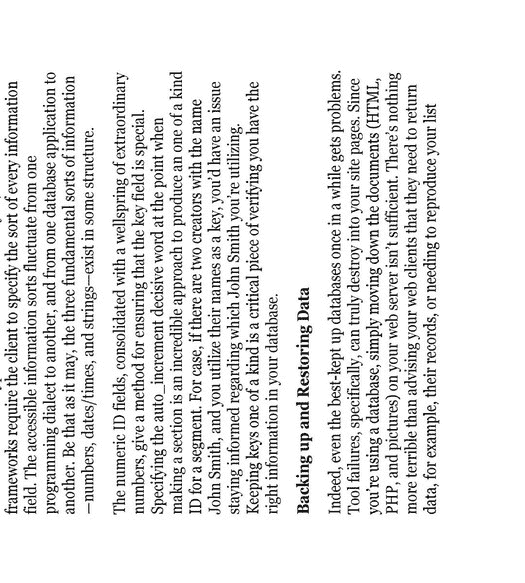 frameworks require the client to specify the sort of every information
field. The accessible information sorts fluctuate from one
programming dialect to another, and from one database application to
another. Be that as it may, the three fundamental sorts of information
—numbers, dates/times, and strings—exist in some structure.
The numeric ID fields, consolidated with a wellspring of extraordinary
numbers, give a method for ensuring that the key field is special.
Specifying the auto_increment decisive word at the point when
making a section is an incredible approach to produce an one of a kind
ID for a segment. For case, if there are two creators with the name
John Smith, and you utilize their names as a key, you'd have an issue
staying informed regarding which John Smith you're utilizing.
Keeping keys one of a kind is a critical piece of verifying you have the
right information in your database.
Backing up and Restoring Data
Indeed, even the best-kept up databases once in a while gets problems.
Tool failures, specifically, can truly destroy into your site pages. Since
you're using a database, simply moving down the documents (HTML,
PHP, and pictures) on your web server isn't sufficient. There's nothing
more terrible than advising your web clients that they need to return
data, for example, their records, or needing to reproduce your list